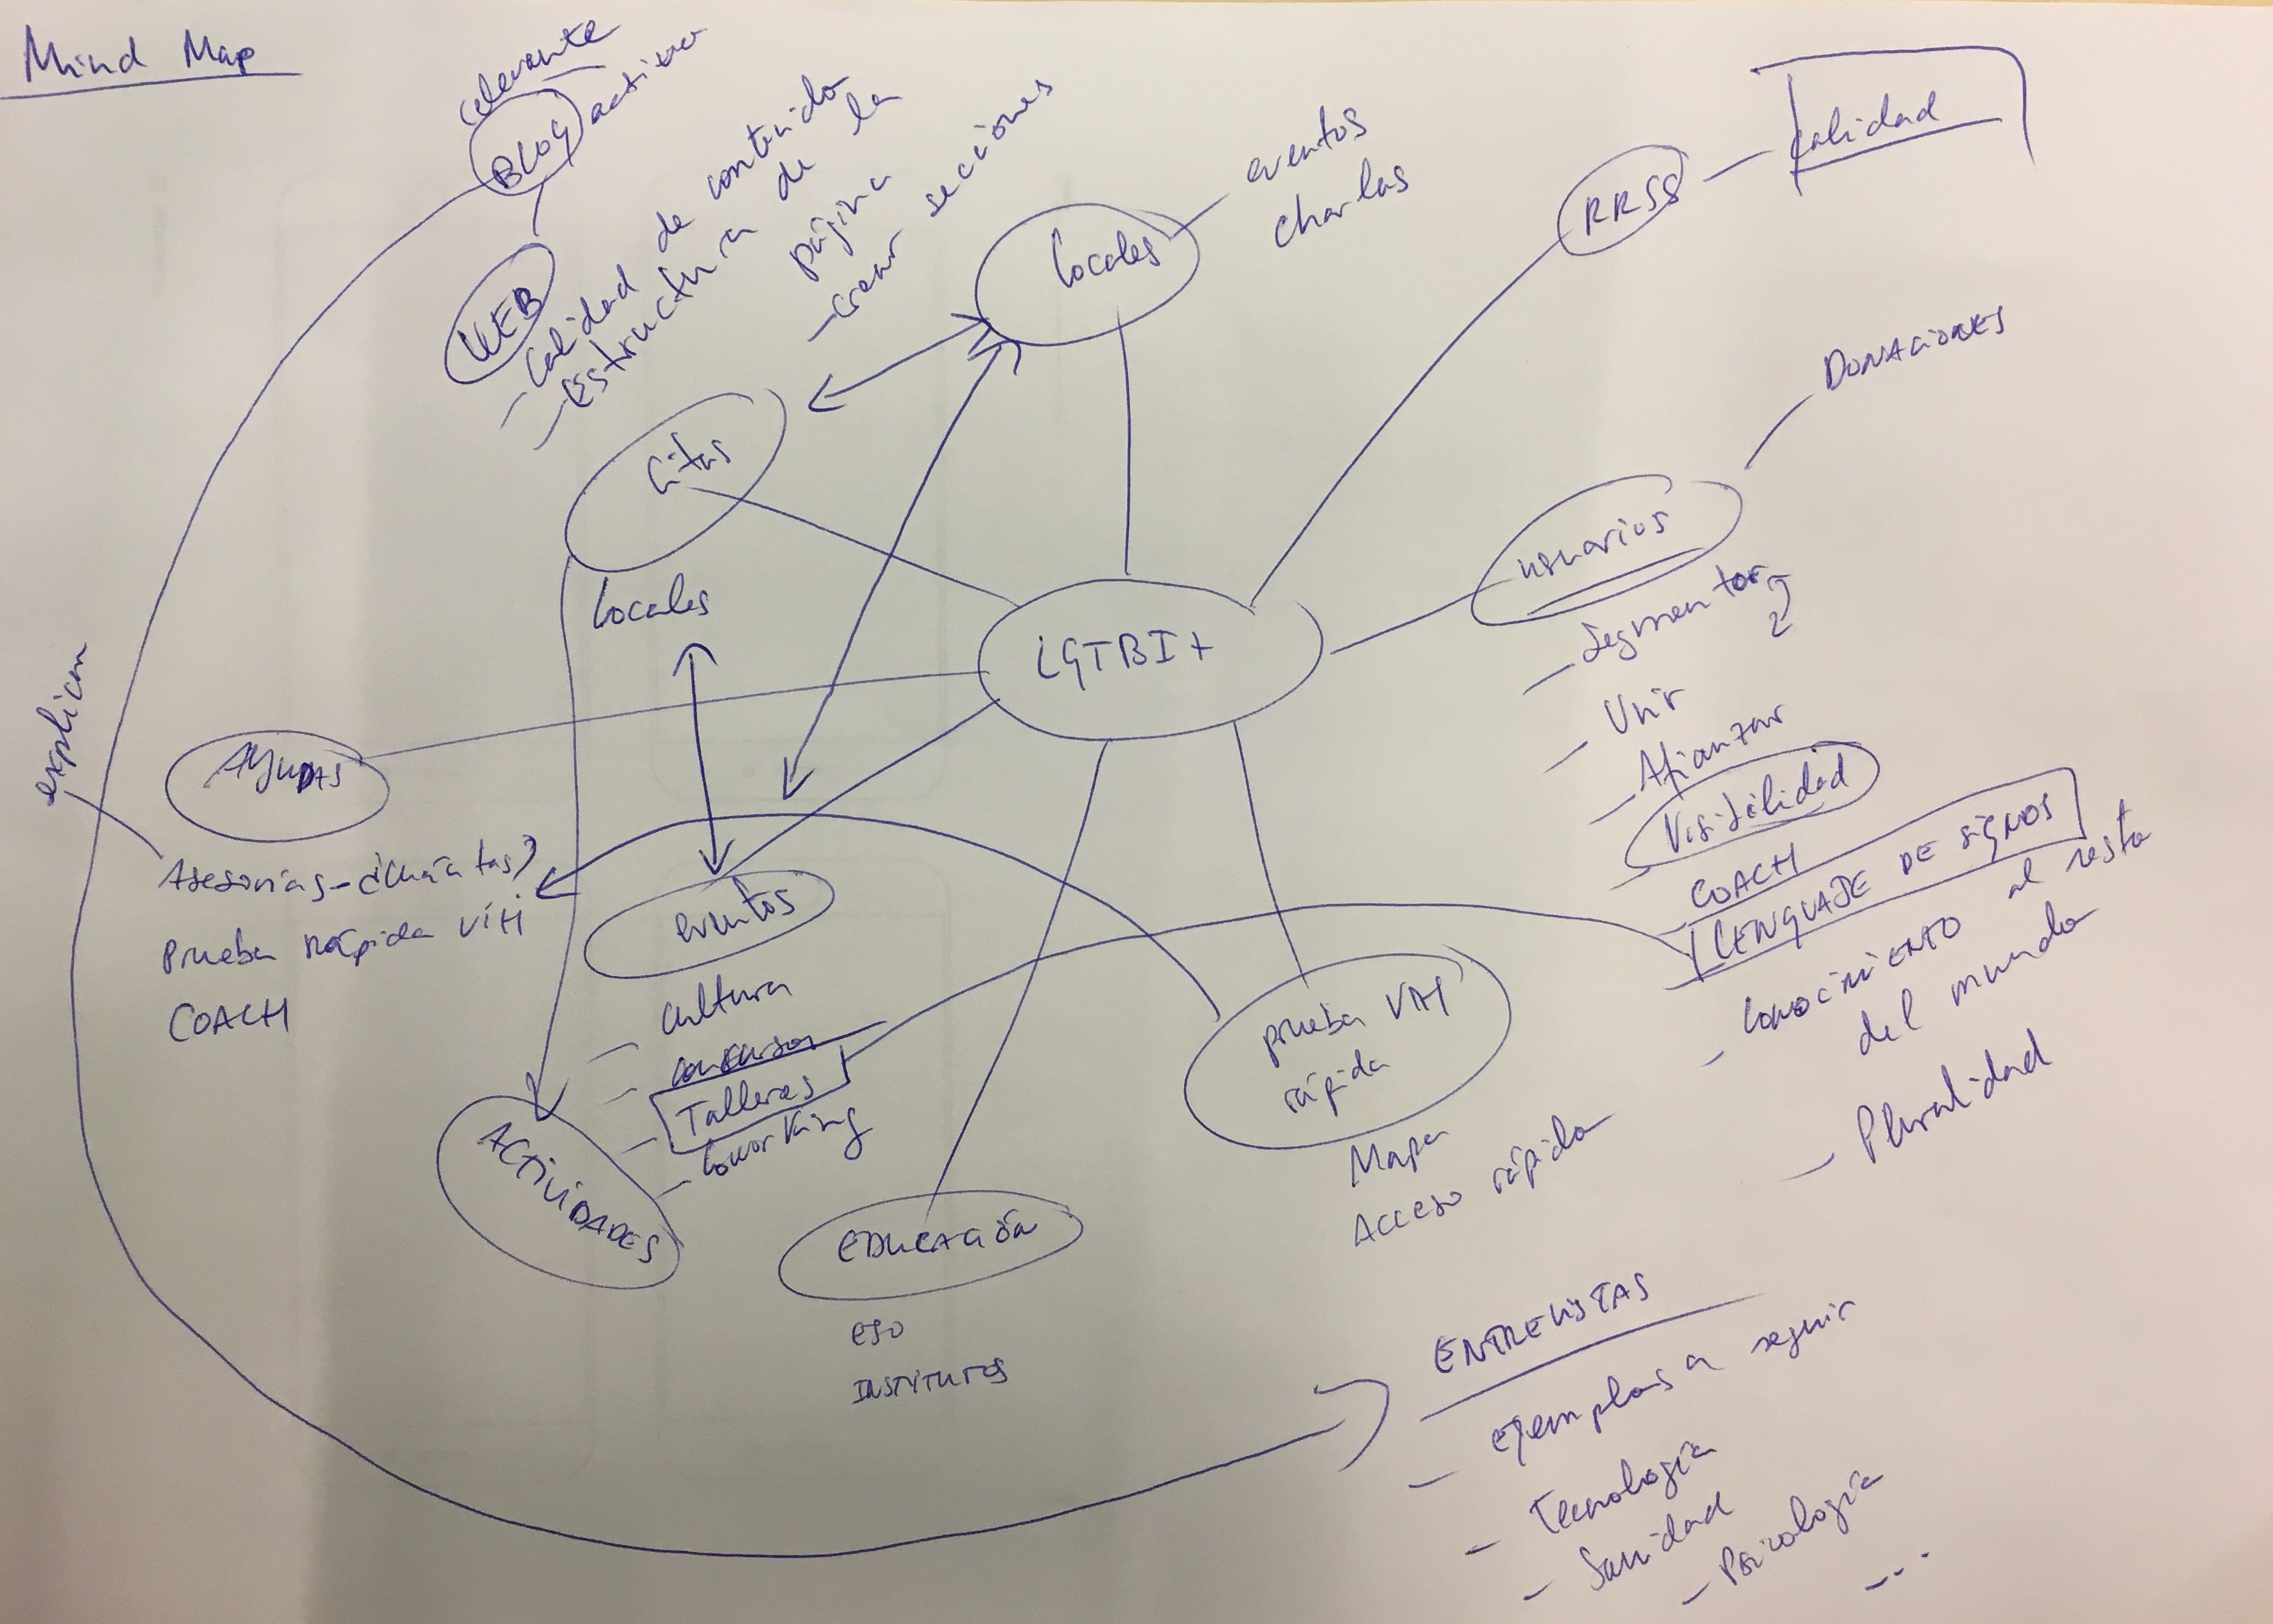 Mind Map
relevante
BLOG activo
WEB
- Calidad de contenido
- Estructura de la
página
- crear secciones
Locales
eventos
charlas
RRSS - Calidad
Citas
Locales
LGTBI+
usuarios
DONACIONES
- Segmentar
- Unir
- Afianzar
- Visibilidad
- COACH
- LENGUAJE DE SIGNOS
- CONOCIMIENTO al resto
del mundo
- Pluralidad
explican
AYUDAS
Asesorías - ¿
Prueba rápida VIH
COACH
eventos
- Cultura
- concursos
- Talleres
- Coworking
ACTIVIDADES
EDUCACIÓN
ESO
INSTITUTOS
prueba VIH
rápida
Mapa
Acceso rápido
ENTREVISTAS
- Ejemplos a seguir
- Tecnología
- Sanidad
- Psicología
- ...